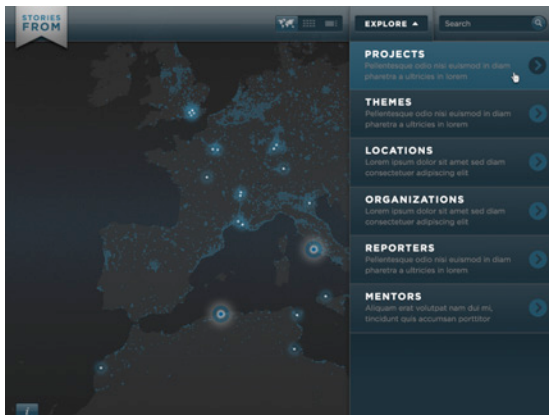 STORIES
FROM
EXPLORE
Search
PROJECTS
Pellentesque odio nisi euismod in diam
pharetra a ultricies in lorem
THEMES
Pellentesque odio nisi euismod in diam
pharetra a ultricies in lorem
LOCATIONS
Lorem ipsum dolor sit amet sed diam
consectetuer adipiscing elit
ORGANIZATIONS
Lorem ipsum dolor sit amet sed diam
consectetuer adipiscing elit
REPORTERS
Pellentesque odio nisi euismod in diam
pharetra a ultricies in lorem
MENTORS
Aliquam erat volutpat nam dui mi,
tincidunt quis accumsan porttitor
i